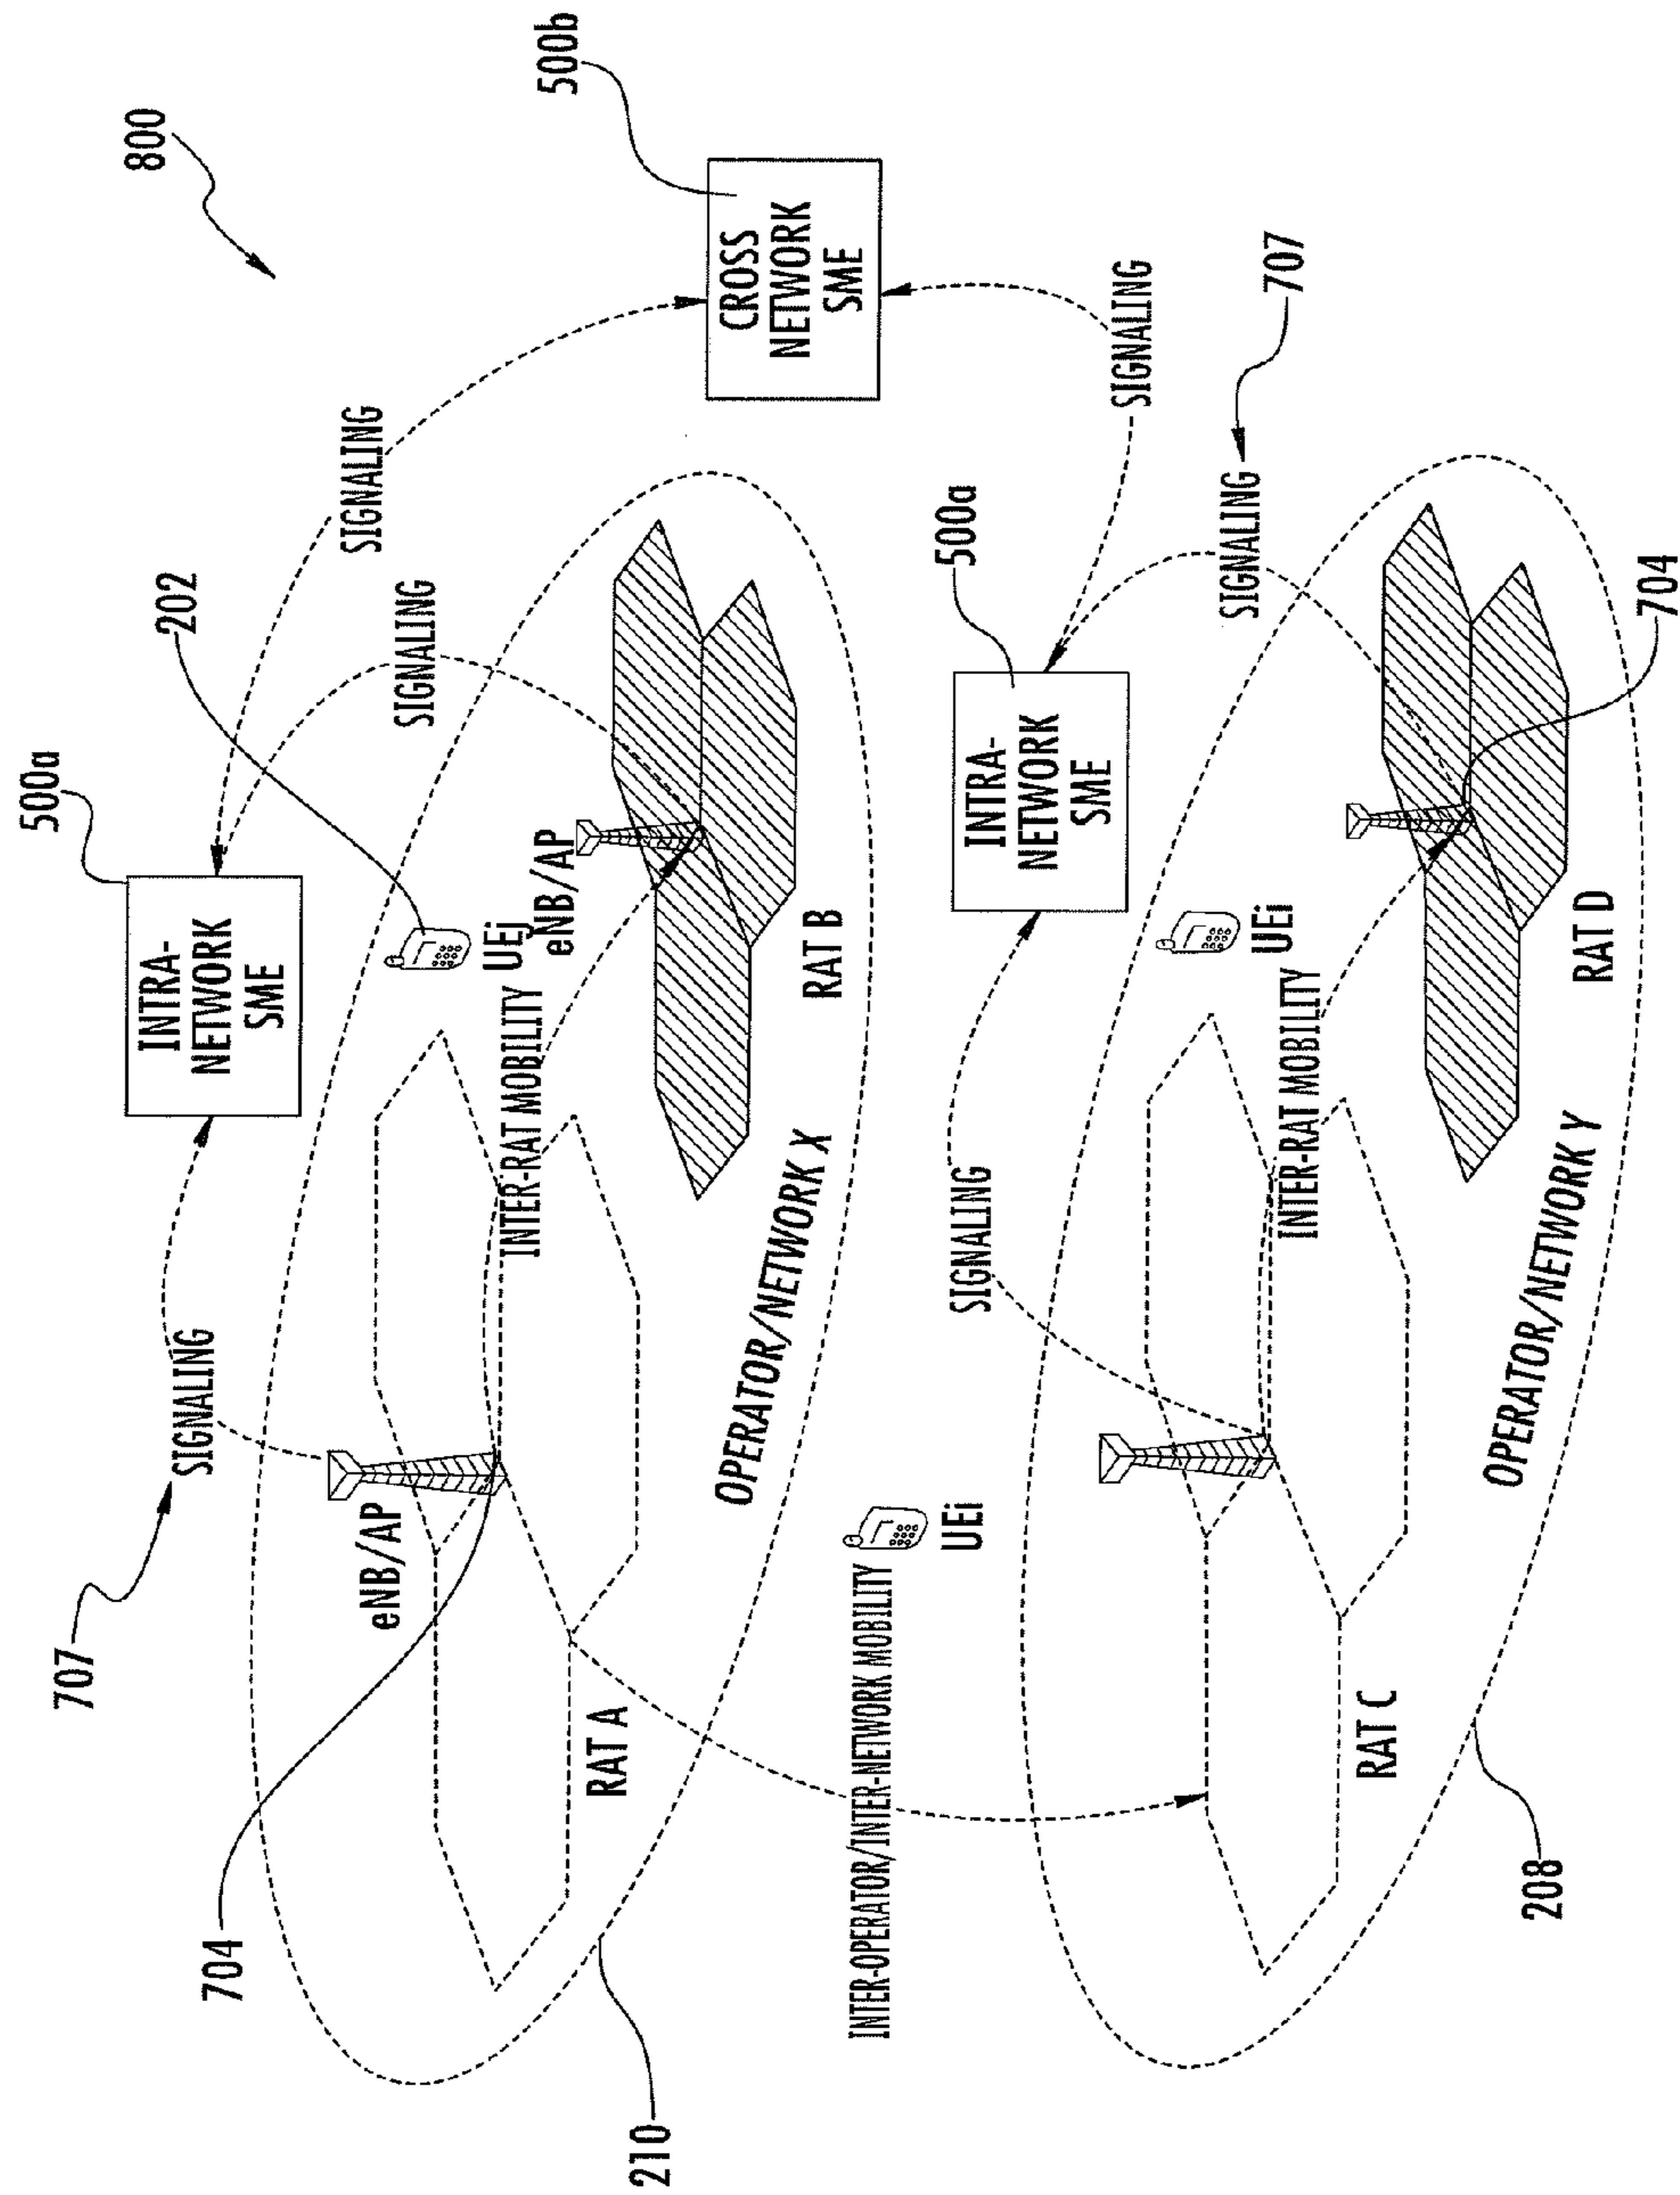 800
500a
INTRA-
NETWORK
SME
707
SIGNALING
SIGNALING
202
SIGNALING
500b
CROSS
NETWORK
SME
eNB/AP
UEj
eNB/AP
INTER-RAT MOBILITY
704
RAT A
RAT B
OPERATOR/NETWORK X
210
INTER-OPERATOR/INTER-NETWORK MOBILITY
UEi
500a
INTRA-
NETWORK
SME
SIGNALING
SIGNALING
SIGNALING
707
UEi
INTER-RAT MOBILITY
RAT C
RAT D
704
OPERATOR/NETWORK Y
208